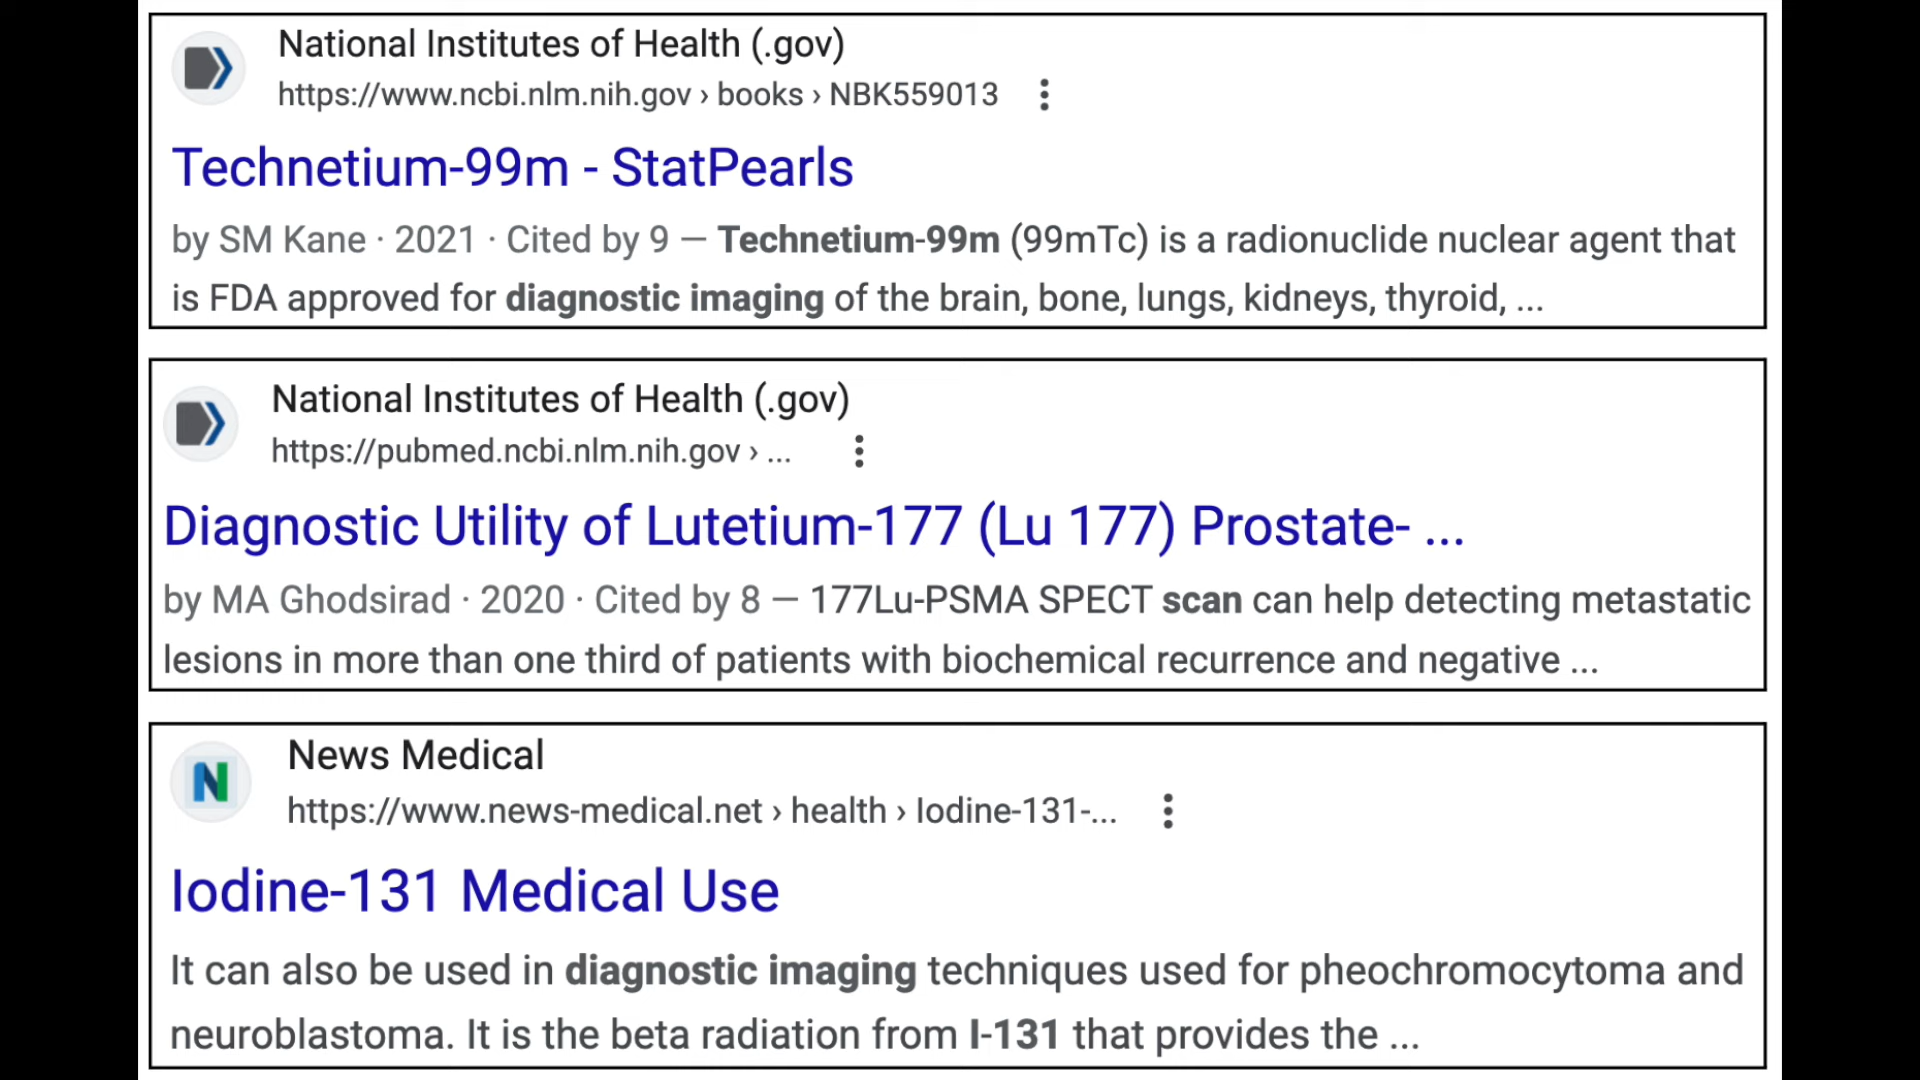 National Institutes of Health (.gov)
https://www.ncbi.nlm.nih.gov › books › NBK559013
Technetium-99m - StatPearls
by SM Kane · 2021 · Cited by 9 — Technetium-99m (99mTc) is a radionuclide nuclear agent that
is FDA approved for diagnostic imaging of the brain, bone, lungs, kidneys, thyroid, ...
National Institutes of Health (.gov)
https://pubmed.ncbi.nlm.nih.gov › ...
Diagnostic Utility of Lutetium-177 (Lu 177) Prostate- ...
by MA Ghodsirad · 2020 · Cited by 8 — 177Lu-PSMA SPECT scan can help detecting metastatic
lesions in more than one third of patients with biochemical recurrence and negative ...
N
News Medical
https://www.news-medical.net › health › Iodine-131-...
Iodine-131 Medical Use
It can also be used in diagnostic imaging techniques used for pheochromocytoma and
neuroblastoma. It is the beta radiation from I-131 that provides the ...